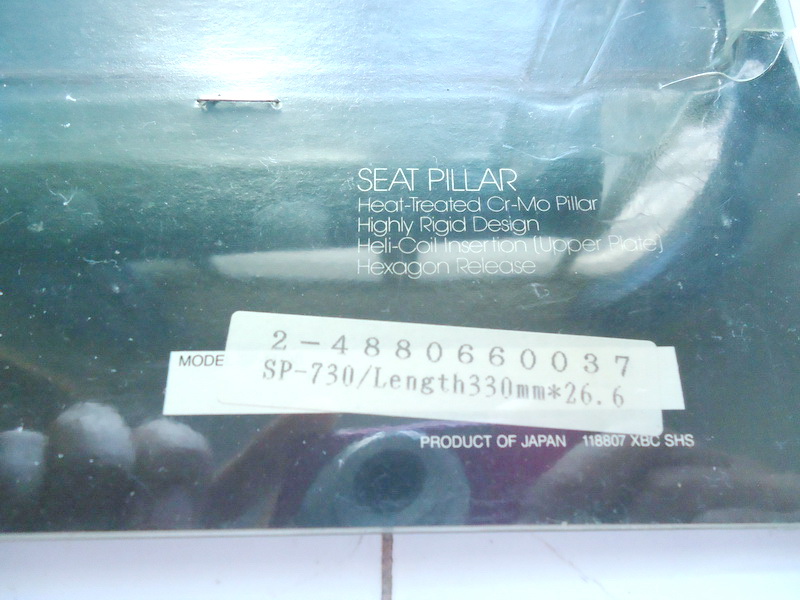 SEAT PILLAR
Heat-Treated Cr-Mo Pillar
Highly Rigid Design
Heli-Coil Insertion (Upper Plate)
Hexagon Release
2-4880660037
MODE
SP-730/Length330mm*26.6
PRODUCT OF JAPAN 118807 XBC SHS